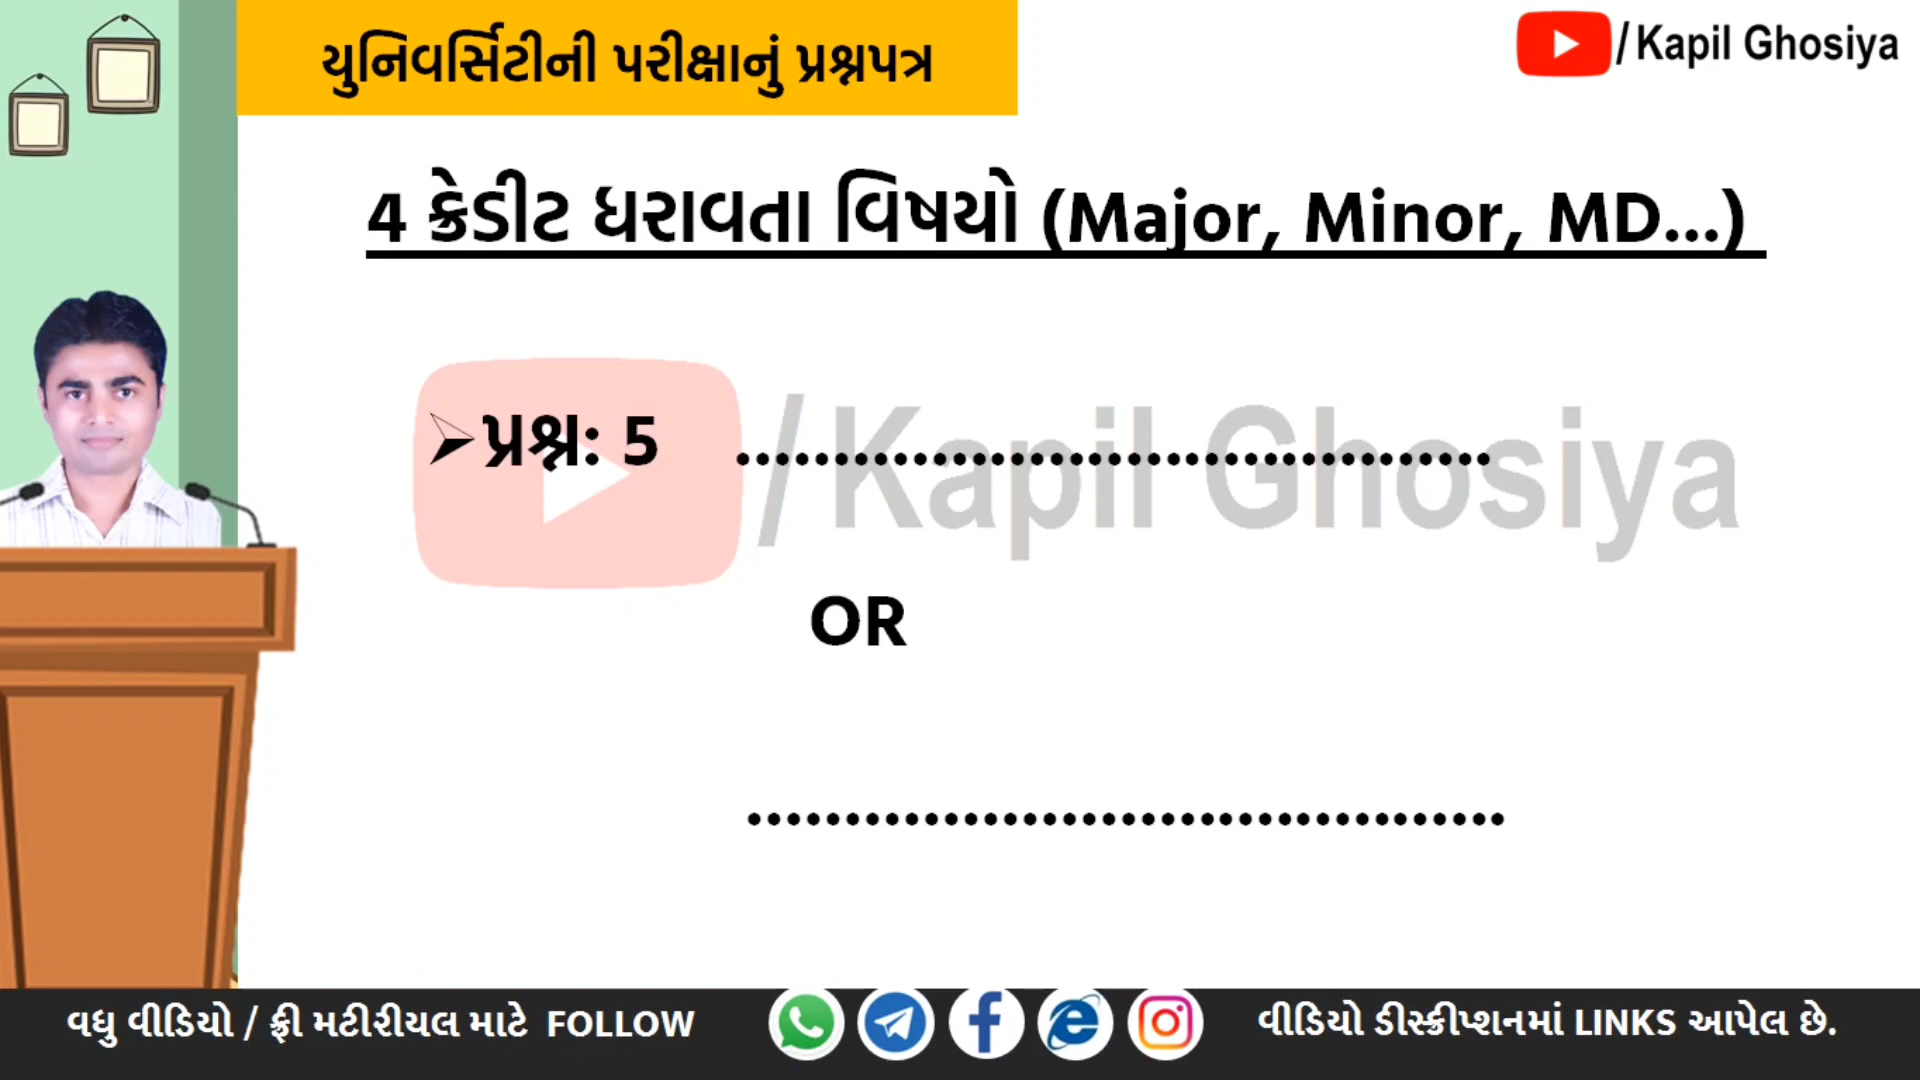 યુનિવર્સિટીની પરીક્ષાનું પ્રશ્નપત્ર
/Kapil Ghosiya
4 ક્રેડીટ ધરાવતા વિષયો (Major, Minor, MD...)
➢પ્રશ્ન: 5 .......................................
/Kapil Ghosiya
OR
.......................................
વધુ વીડિયો / ફ્રી મટીરીયલ માટે FOLLOW
વીડિયો ડીસ્ક્રીપ્શનમાં LINKS આપેલ છે.